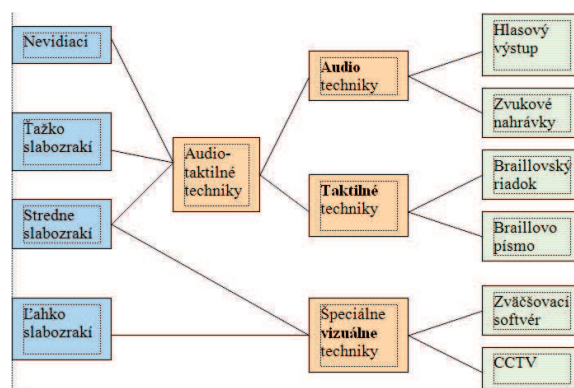 Nevidiaci
Ťažko
slabozrakí
Stredne
slabozrakí
Ľahko
slabozrakí
Audio-
taktilné
techniky
Audio
techniky
Taktilné
techniky
Špeciálne
vizuálne
techniky
Hlasový
výstup
Zvukové
nahrávky
Braillovský
riadok
Braillovo
písmo
Zväčšovací
softvér
CCTV